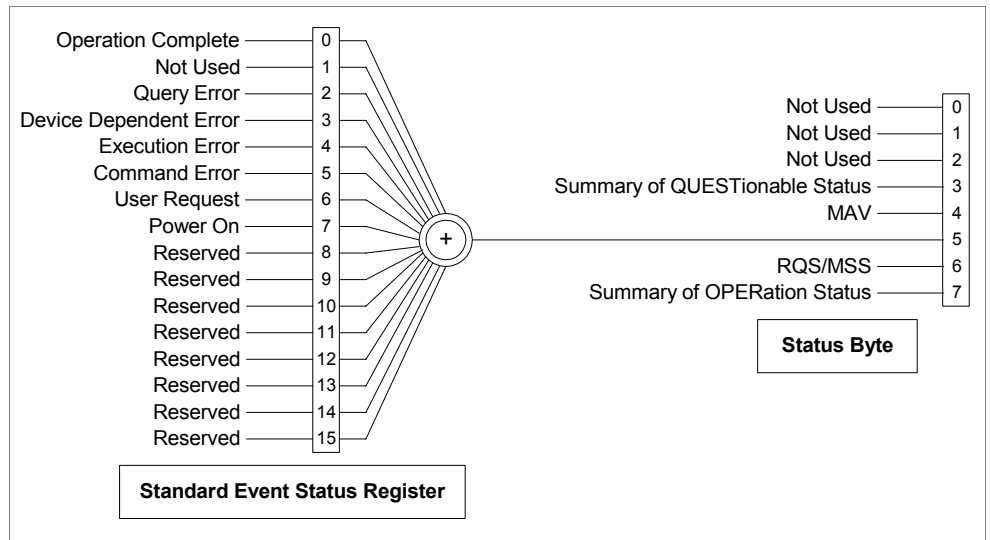 Operation Complete 0
Not Used 1
Query Error 2
Device Dependent Error 3
Execution Error 4
Command Error 5
User Request 6
Power On 7
Reserved 8
Reserved 9
Reserved 10
Reserved 11
Reserved 12
Reserved 13
Reserved 14
Reserved 15
Standard Event Status Register
+
Not Used 0
Not Used 1
Not Used 2
Summary of QUESTionable Status 3
MAV 4
5
RQS/MSS 6
Summary of OPERation Status 7
Status Byte